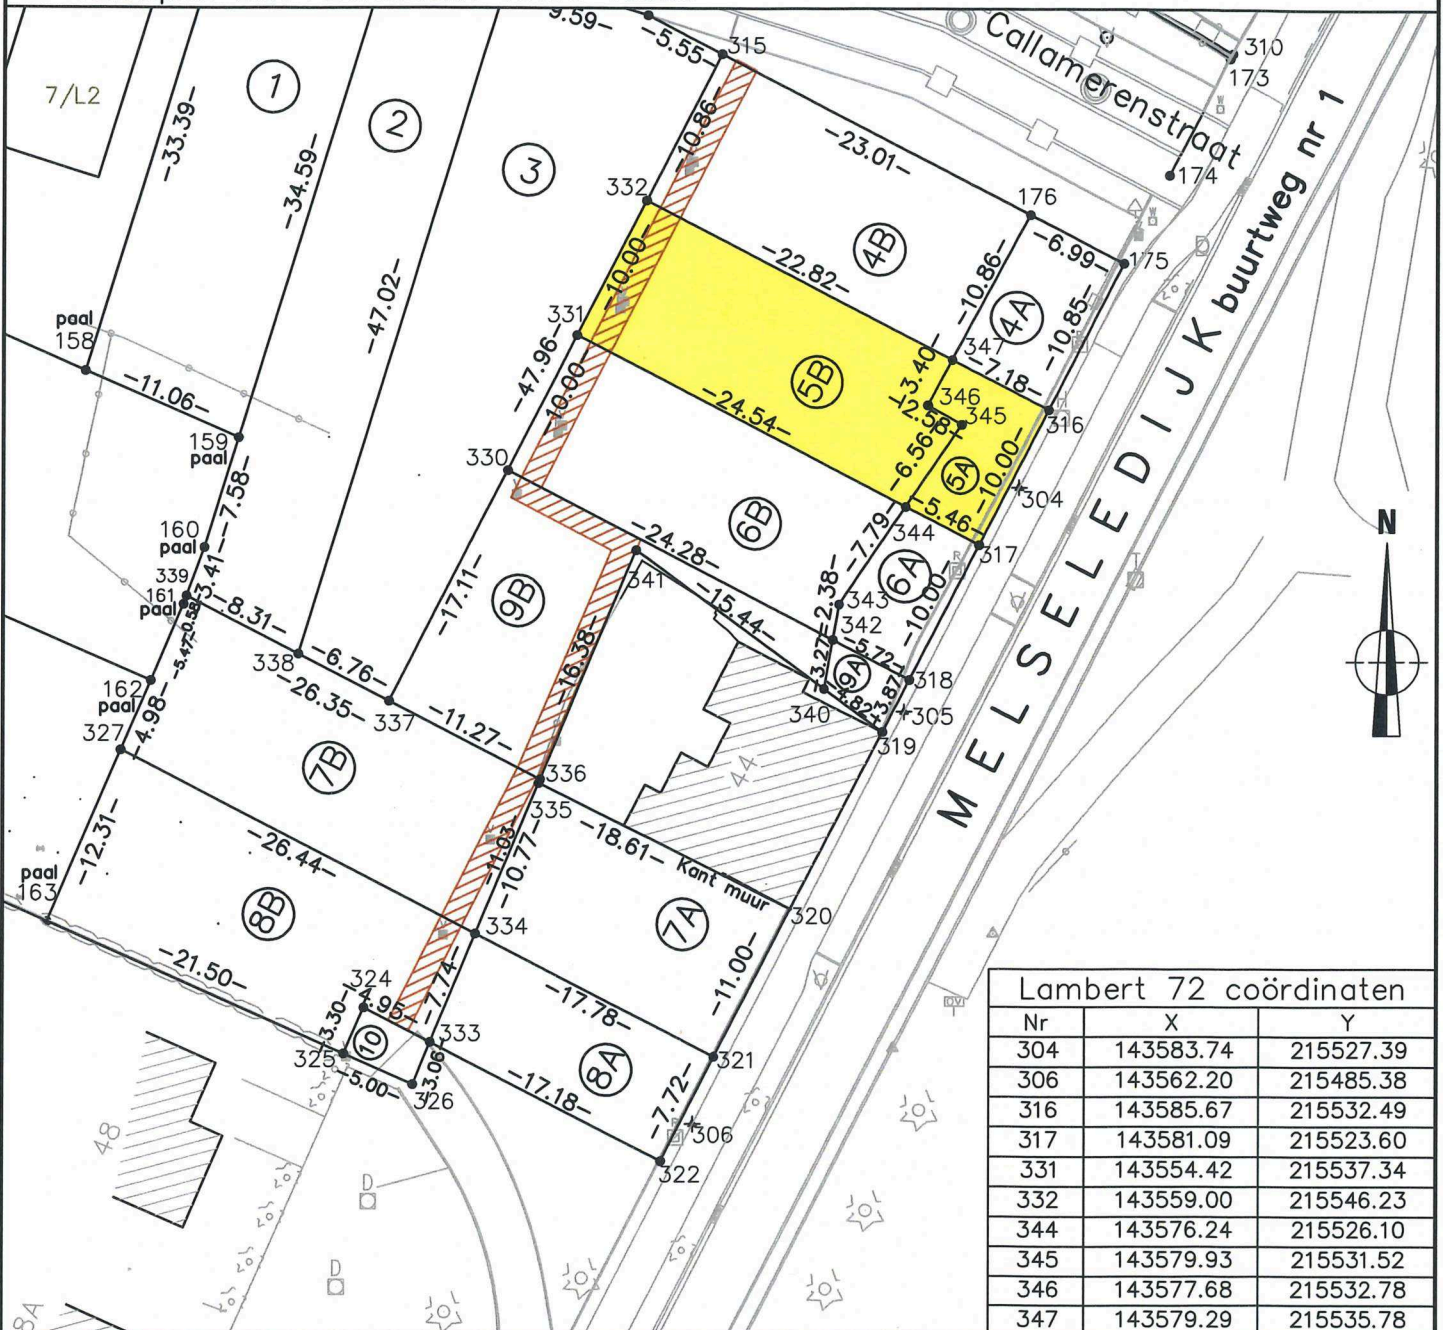 9.59-
-5.55-
315
Callamerenstraat
310
173
174
7/L2
1
2
3
-33.39-
-34.59-
-47.02-
-10.86-
-23.01-
332
176
-6.99-
175
4B
-22.82-
-10.86-
4A
-10.85-
MELSELEDIJK buurtweg nr 1
-10.00-
331
347
-7.18-
-3.40-
346
-2.58-
345
316
5B
-24.54-
-47.96-
-10.00-
paal
158
-11.06-
159
paal
-6.56-
5A
-10.00-
304
330
344
-5.46-
317
6B
-24.28-
-7.79-
6A
-7.58-
160
paal
339
161
paal
-3.41-
-0.58-
-5.47-
-8.31-
338
-6.76-
-26.35-
337
-17.11-
9B
341
-15.44-
-2.38-
343
342
-10.00-
-5.72-
318
-3.27-
9A
-3.87-
340
-4.82-
305
319
-16.38-
162
paal
-4.98-
327
7B
-11.27-
336
335
44
N
-12.31-
-26.44-
-11.03-
-10.77-
-18.61-
Kant muur
320
7A
-11.00-
paal
163
8B
-21.50-
334
-17.78-
-7.74-
324
-4.95-
-3.30-
10
333
325
-5.00-
326
-3.06-
8A
-17.18-
321
-7.72-
306
322
48
D
D
8A
OV
Lambert 72 coördinaten
Nr X Y
304 143583.74 215527.39
306 143562.20 215485.38
316 143585.67 215532.49
317 143581.09 215523.60
331 143554.42 215537.34
332 143559.00 215546.23
344 143576.24 215526.10
345 143579.93 215531.52
346 143577.68 215532.78
347 143579.29 215535.78